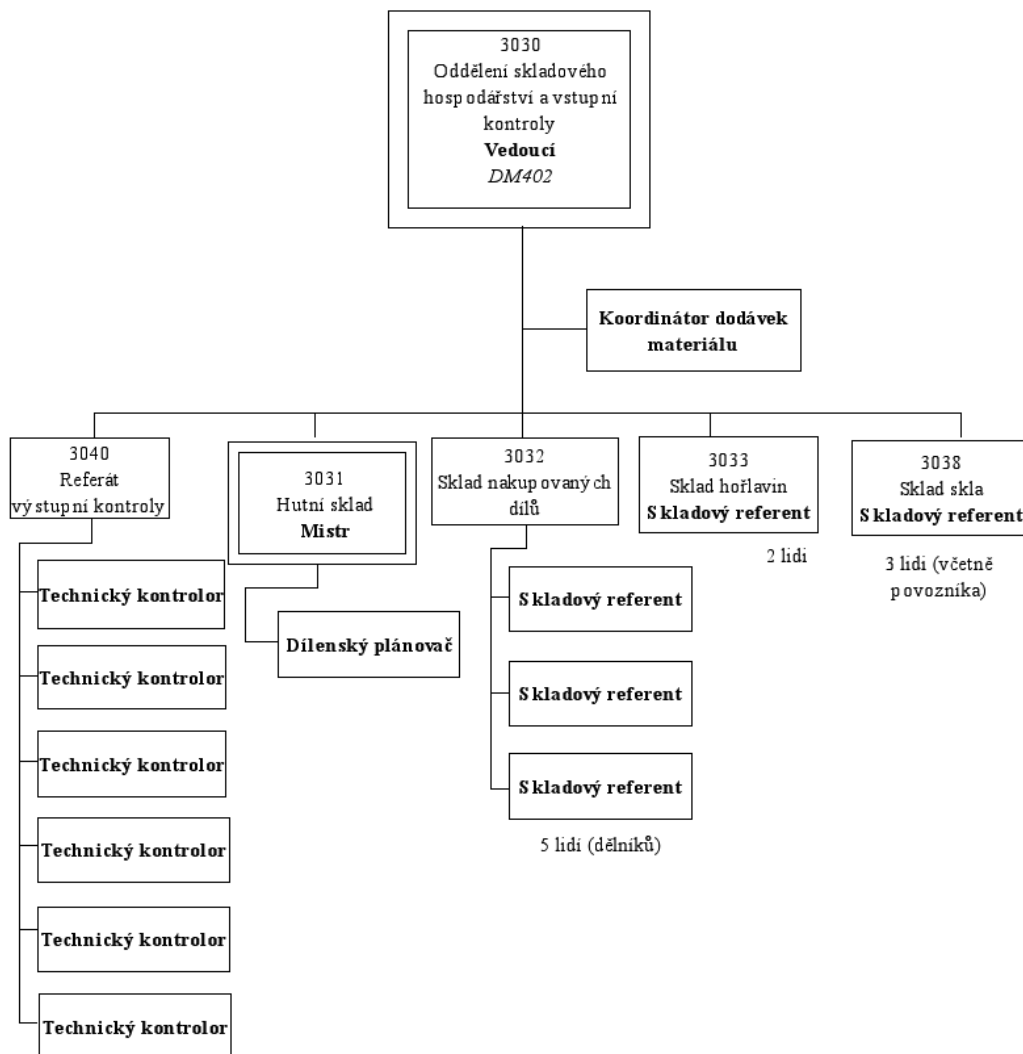 3030
Oddělení skladového
hospodářství a vstupní
kontroly
Vedoucí
DM402
Koordinátor dodávek
materiálu
3040
Referát
výstupní kontroly
3031
Hutní sklad
Mistr
3032
Sklad nakupovaných
dílů
3033
Sklad hořlavin
Skladový referent
3038
Sklad skla
Skladový referent
2 lidi
3 lidi (včetně
povozníka)
Technický kontrolor
Technický kontrolor
Technický kontrolor
Technický kontrolor
Technický kontrolor
Technický kontrolor
Dílenský plánovač
Skladový referent
Skladový referent
Skladový referent
5 lidí (dělníků)